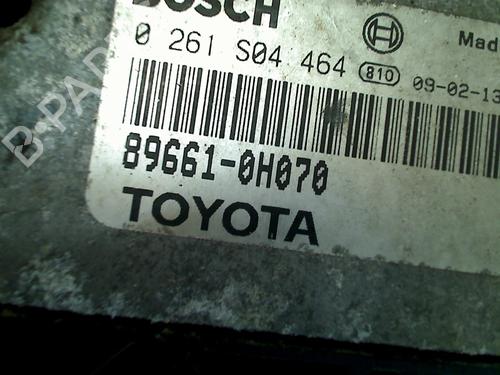 BOSCH
0 261 S04 464 810 09-02-13
Mad
89661-0H070
TOYOTA
B-PAR